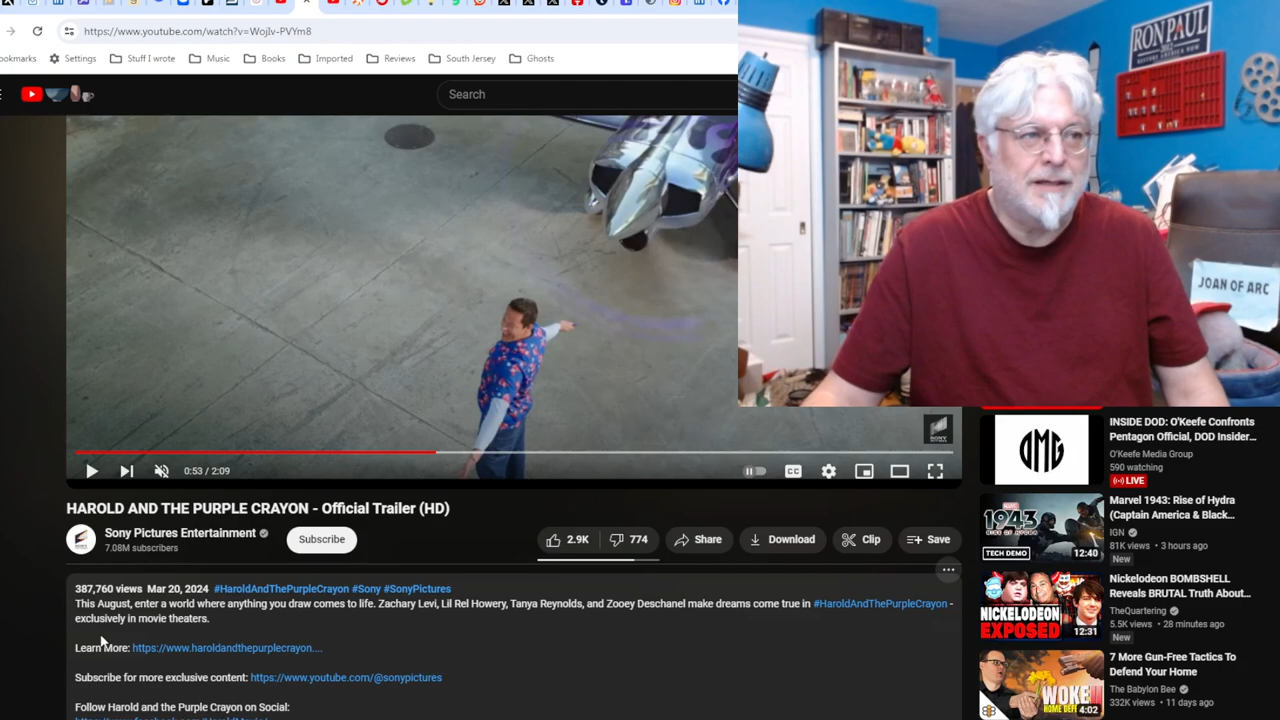 https://www.youtube.com/watch?v=WojIv-PVYm8
ookmarks Settings Stuff I wrote Music Books Imported Reviews South Jersey Ghosts
Search
RON PAUL
2012
RESTORE AMERICA NOW
JOAN OF ARC
SONY
0:53 / 2:09
CC
HAROLD AND THE PURPLE CRAYON - Official Trailer (HD)
Sony Pictures Entertainment
7.08M subscribers
Subscribe
2.9K
774
Share
Download
Clip
Save
387,760 views Mar 20, 2024 #HaroldAndThePurpleCrayon #Sony #SonyPictures
This August, enter a world where anything you draw comes to life. Zachary Levi, Lil Rel Howery, Tanya Reynolds, and Zooey Deschanel make dreams come true in #HaroldAndThePurpleCrayon -
exclusively in movie theaters.
Learn More: https://www.haroldandthepurplecrayon....
Subscribe for more exclusive content: https://www.youtube.com/@sonypictures
Follow Harold and the Purple Crayon on Social:
OMG
INSIDE DOD: O'Keefe Confronts
Pentagon Official, DOD Insider...
O'Keefe Media Group
590 watching
LIVE
1943
TECH DEMO
12:40
Marvel 1943: Rise of Hydra
(Captain America & Black...
IGN
81K views • 3 hours ago
New
NICKELODEON
EXPOSED
12:31
Nickelodeon BOMBSHELL
Reveals BRUTAL Truth About...
TheQuartering
5.5K views • 28 minutes ago
New
WOKE
HOME DEF
4:02
7 More Gun-Free Tactics To
Defend Your Home
The Babylon Bee
332K views • 11 days ago